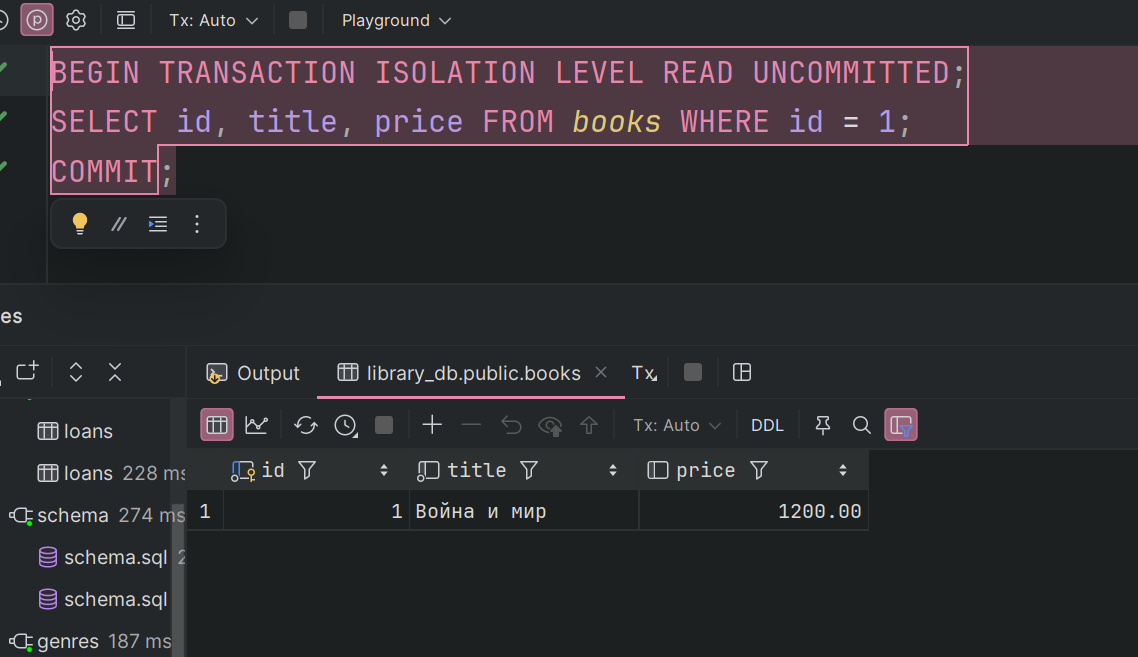 Tx: Auto Playground
BEGIN TRANSACTION ISOLATION LEVEL READ UNCOMMITTED;
SELECT id, title, price FROM books WHERE id = 1;
COMMIT;
es
Output library_db.public.books Tx
Tx: Auto DDL
loans
loans 228 ms
schema 274 ms
schema.sql 2
schema.sql
genres 187 ms
id title price
1 1 Война и мир 1200.00